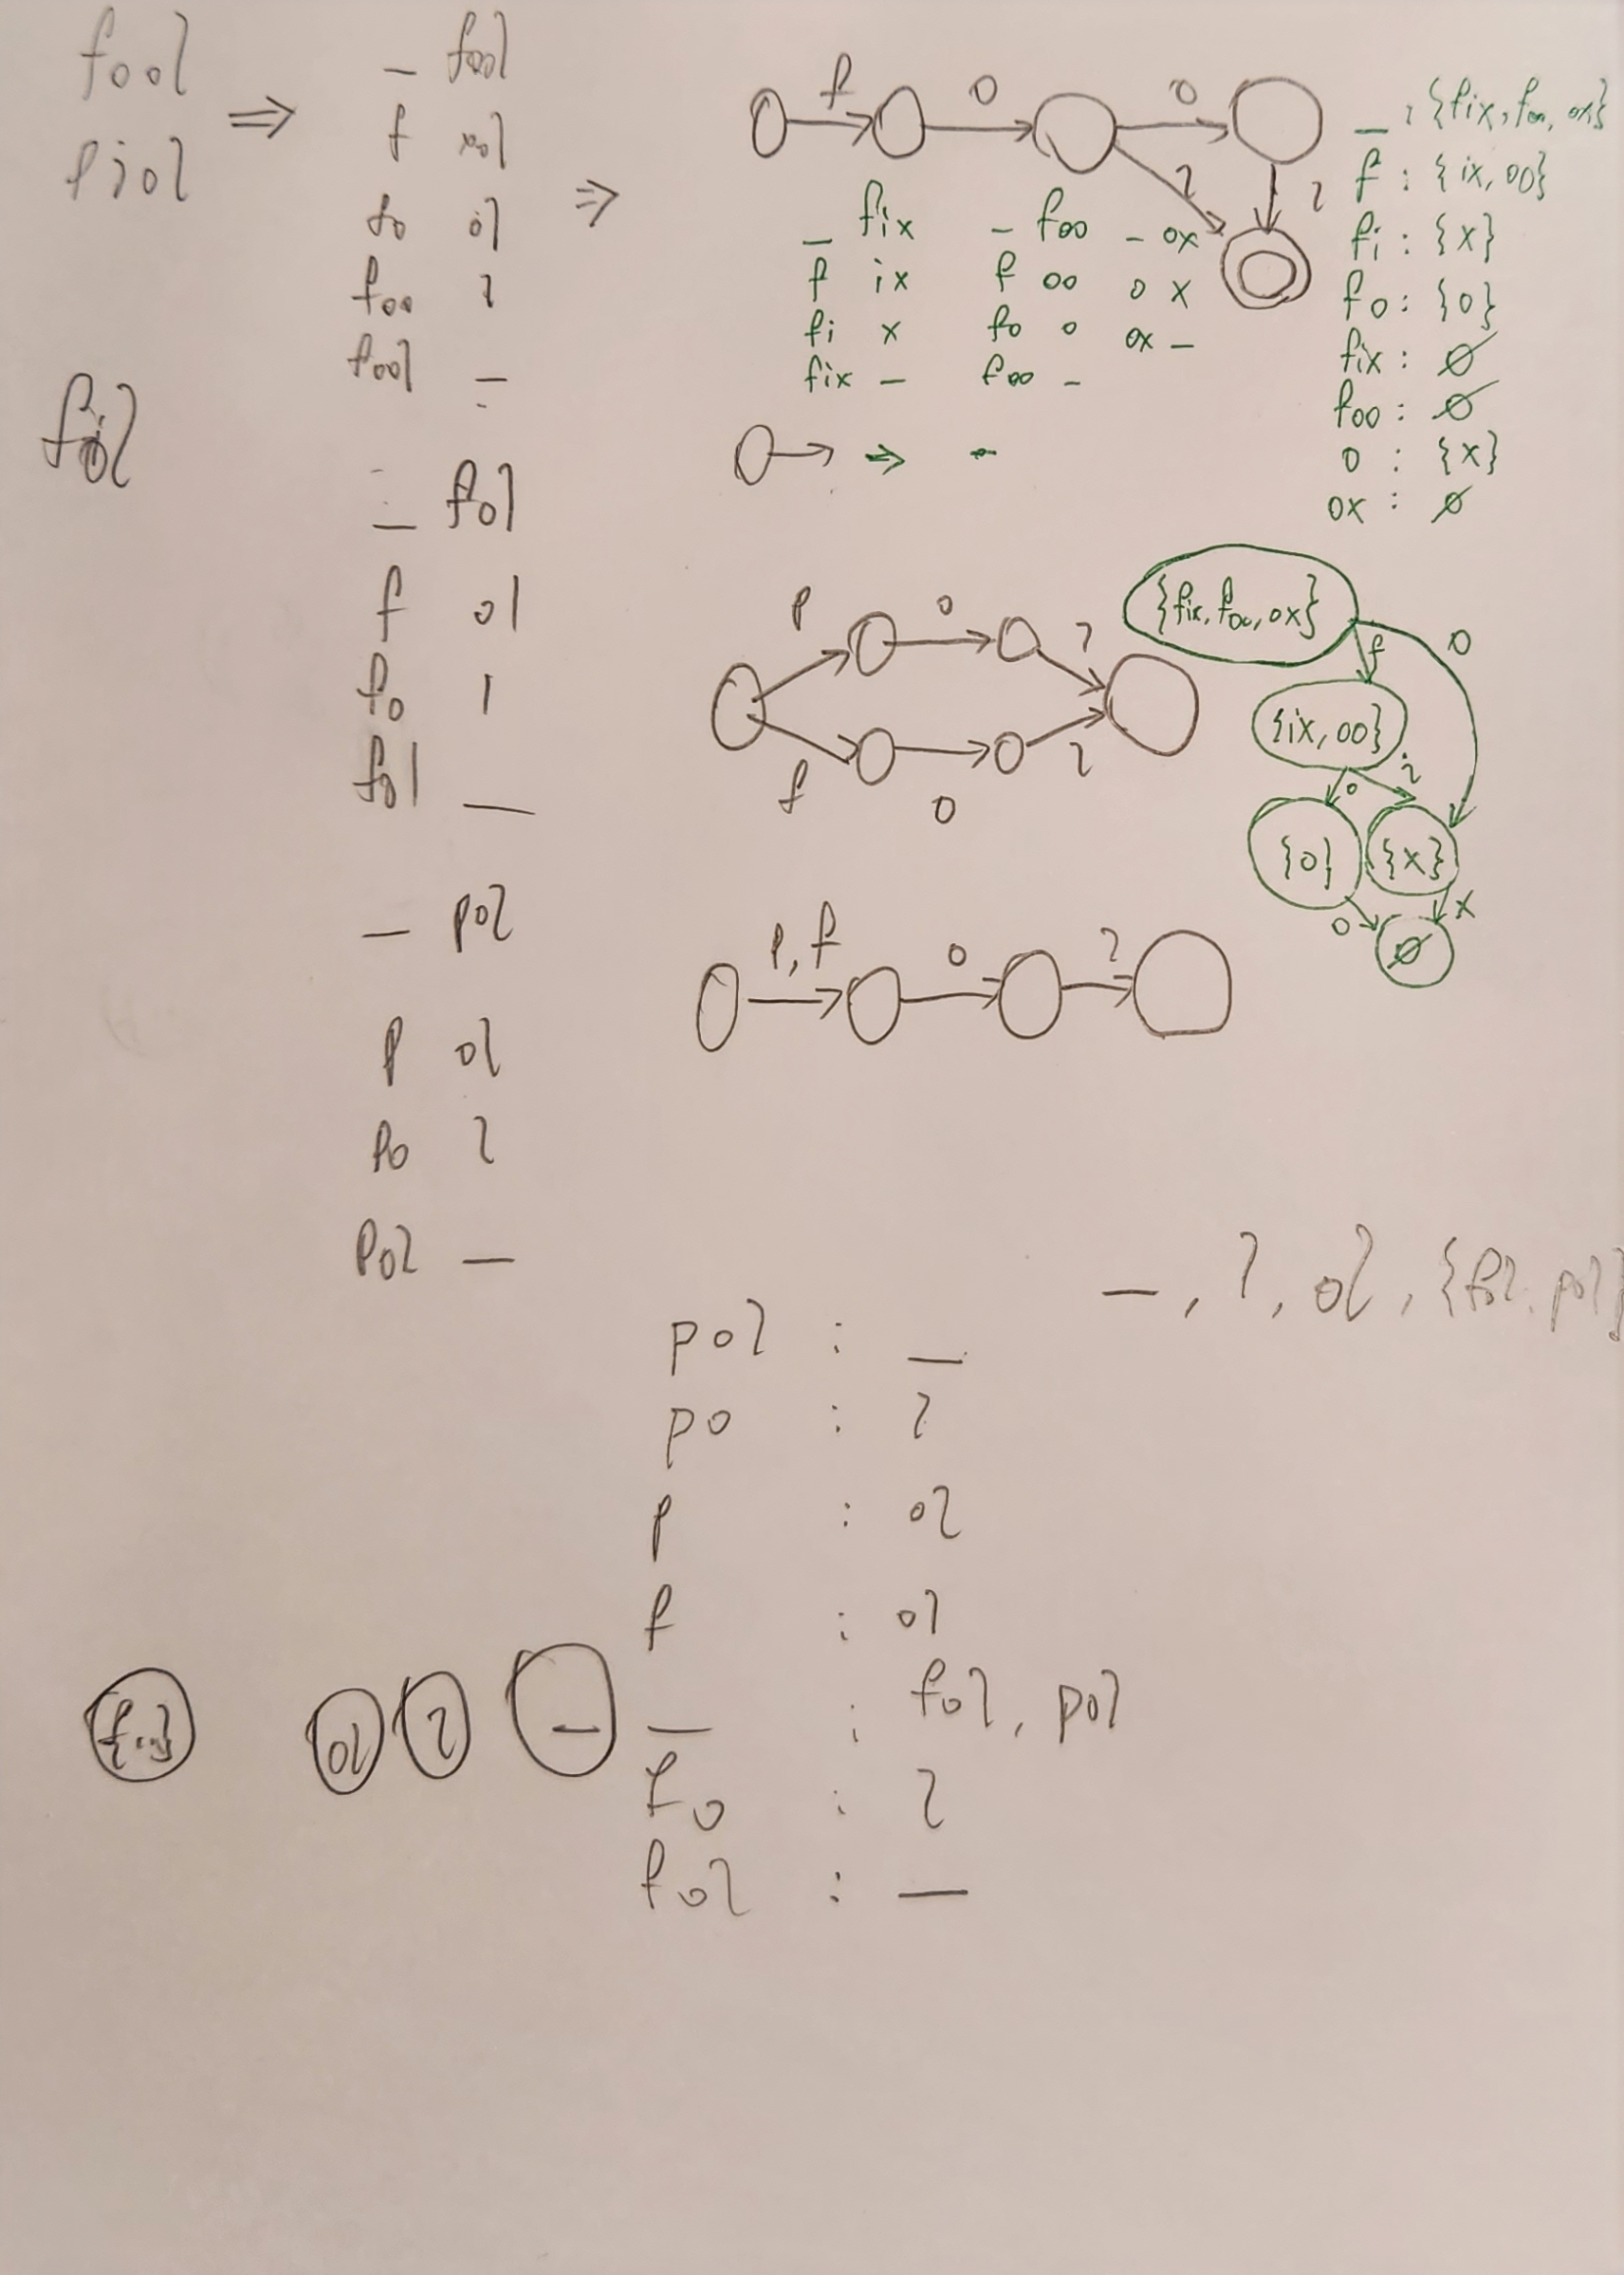 fool
piol
⇒
_ fool
f ool
fo ol
foo l
fool _
fol
_ fol
f ol
fo l
fol _
_ pol
p ol
po l
pol _
⇒
f o o
l l
_ : {fix, foo, ox}
f : {ix, oo}
fi : {x}
fo : {o}
fix : ∅
foo : ∅
o : {x}
ox : ∅
_ fix _ foo _ ox
f ix f oo o x
fi x fo o ox _
fix _ foo _
⇒ -
p o l
f o l
{fix, foo, ox}
f o
{ix, oo}
o i
{o} {x}
o x
∅
p, f o l
_, l, ol, {fol, pol}
pol : _
po : l
p : ol
f : ol
_ : fol, pol
fo : l
fol : _
{f..}
ol l _